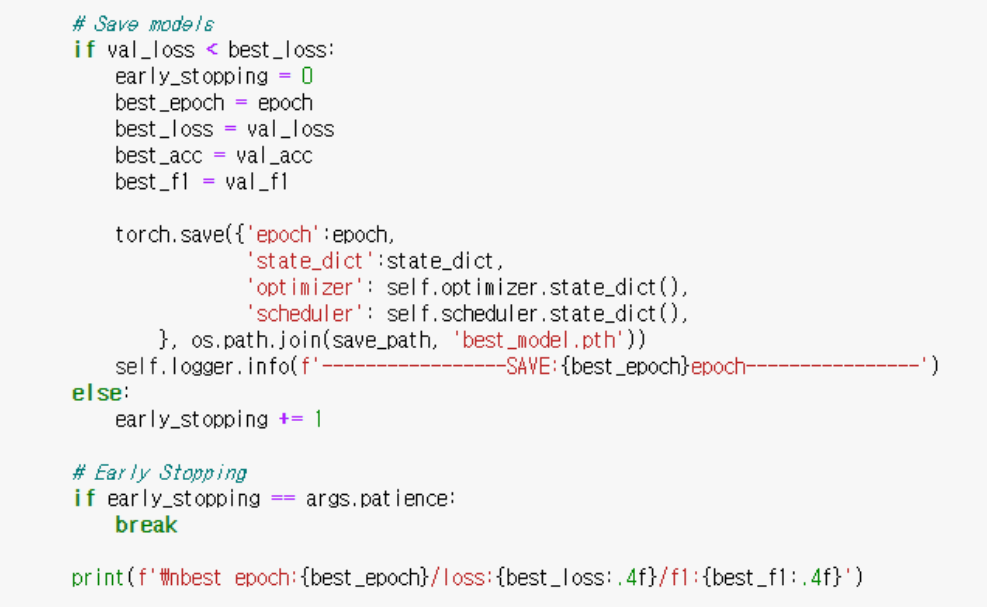 # Save models
if val_loss < best_loss:
    early_stopping = 0
    best_epoch = epoch
    best_loss = val_loss
    best_acc = val_acc
    best_f1 = val_f1

    torch.save({'epoch':epoch,
                'state_dict':state_dict,
                'optimizer': self.optimizer.state_dict(),
                'scheduler': self.scheduler.state_dict(),
        }, os.path.join(save_path, 'best_model.pth'))
    self.logger.info(f'-----------------SAVE:{best_epoch}epoch----------------')
else:
    early_stopping += 1

# Early Stopping
if early_stopping == args.patience:
    break

print(f'₩nbest epoch:{best_epoch}/loss:{best_loss:.4f}/f1:{best_f1:.4f}')